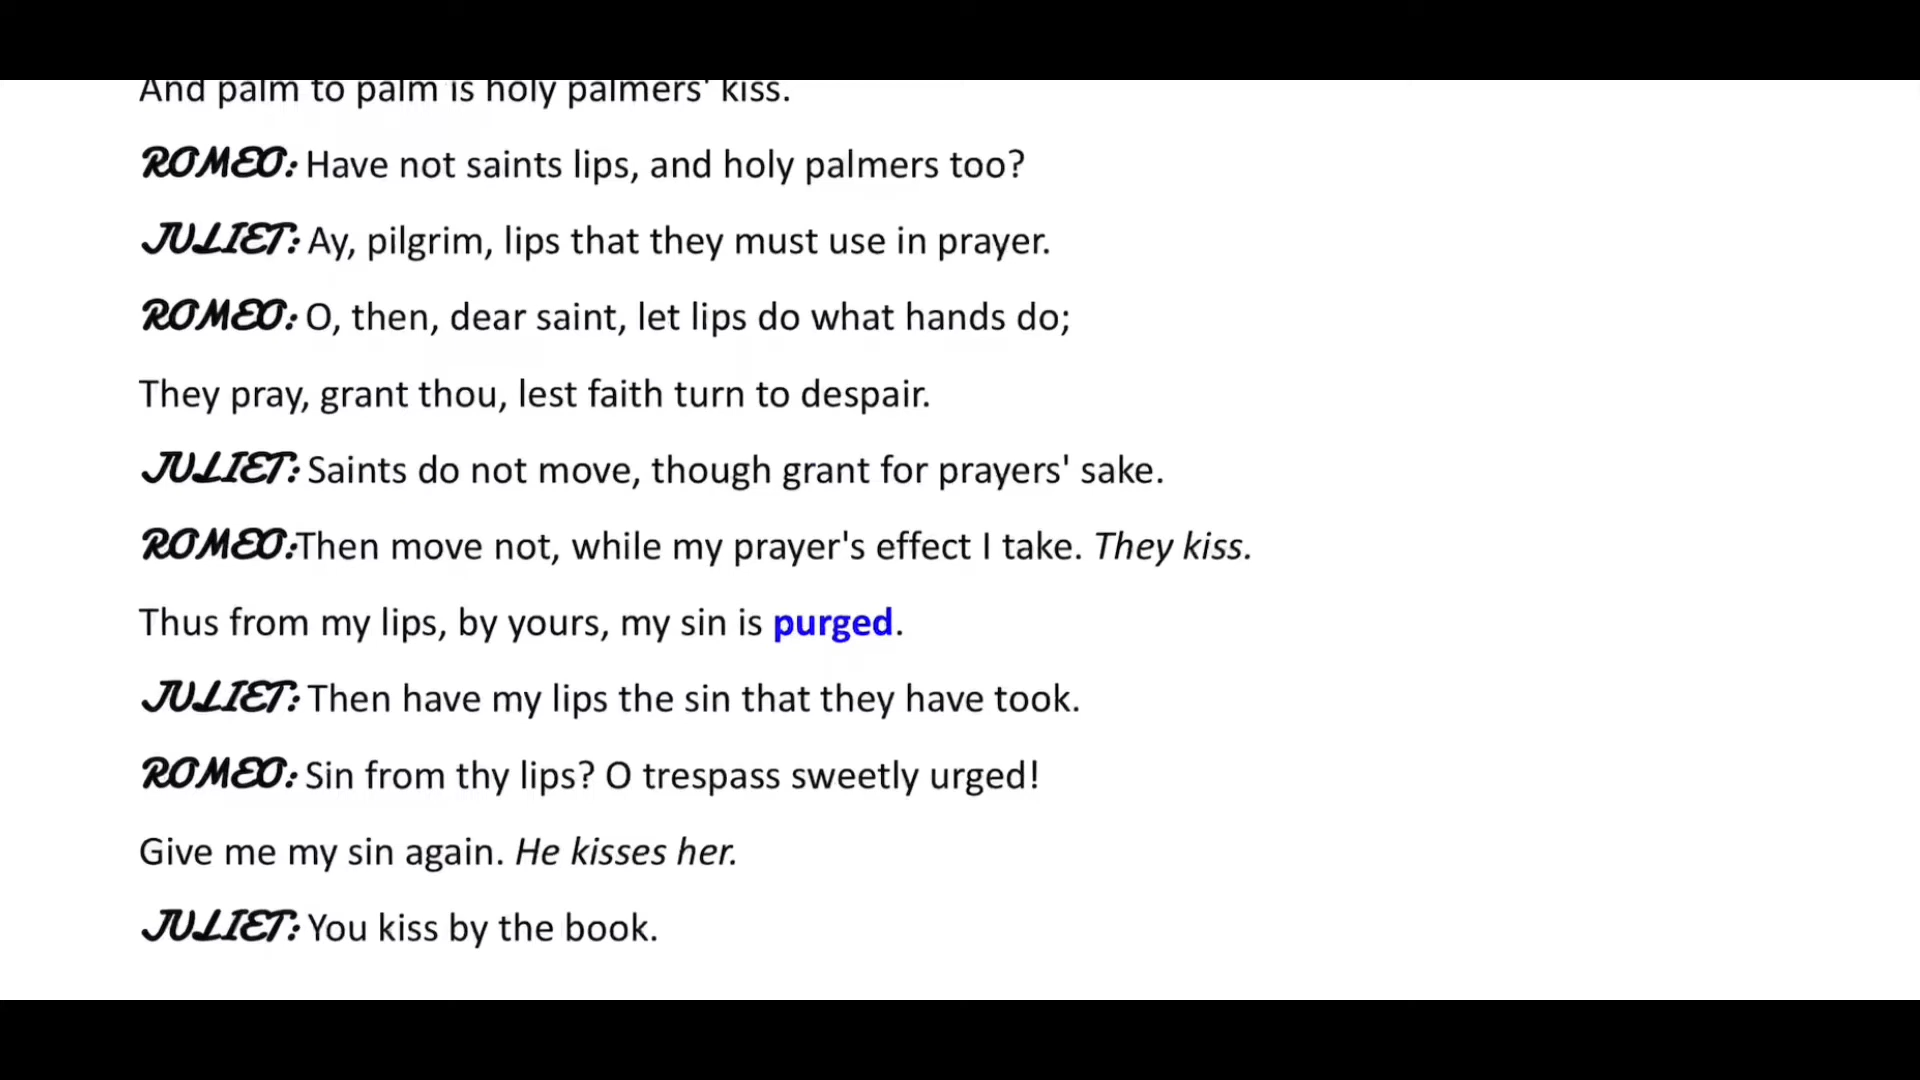 And palm to palm is holy palmers' kiss.
ROMEO: Have not saints lips, and holy palmers too?
JULIET: Ay, pilgrim, lips that they must use in prayer.
ROMEO: O, then, dear saint, let lips do what hands do;
They pray, grant thou, lest faith turn to despair.
JULIET: Saints do not move, though grant for prayers' sake.
ROMEO:Then move not, while my prayer's effect I take. They kiss.
Thus from my lips, by yours, my sin is purged.
JULIET: Then have my lips the sin that they have took.
ROMEO: Sin from thy lips? O trespass sweetly urged!
Give me my sin again. He kisses her.
JULIET: You kiss by the book.